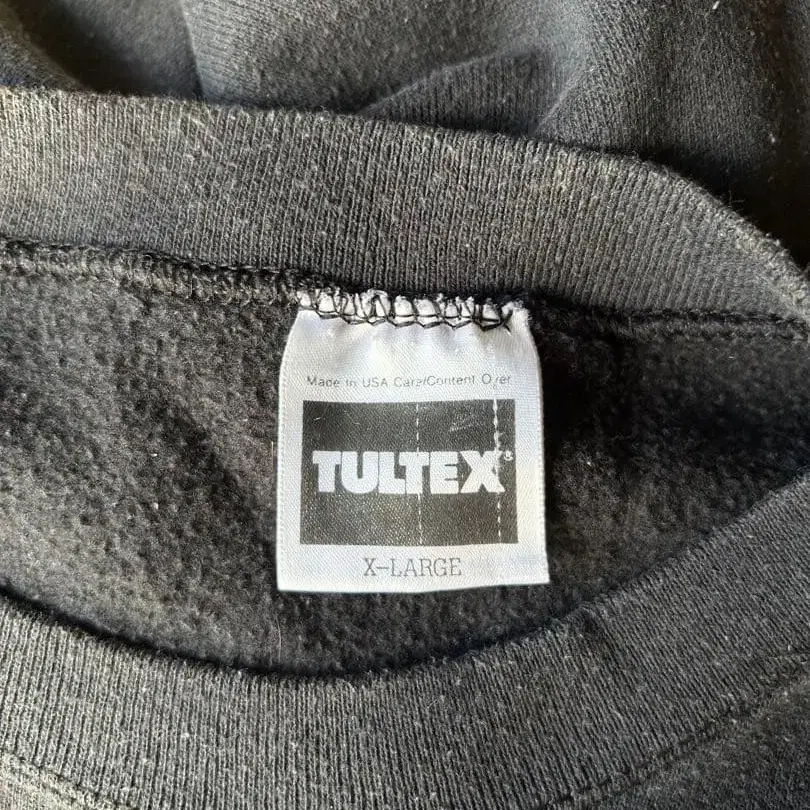 Made in USA Care/Content Over
TULTEX®
X-LARGE